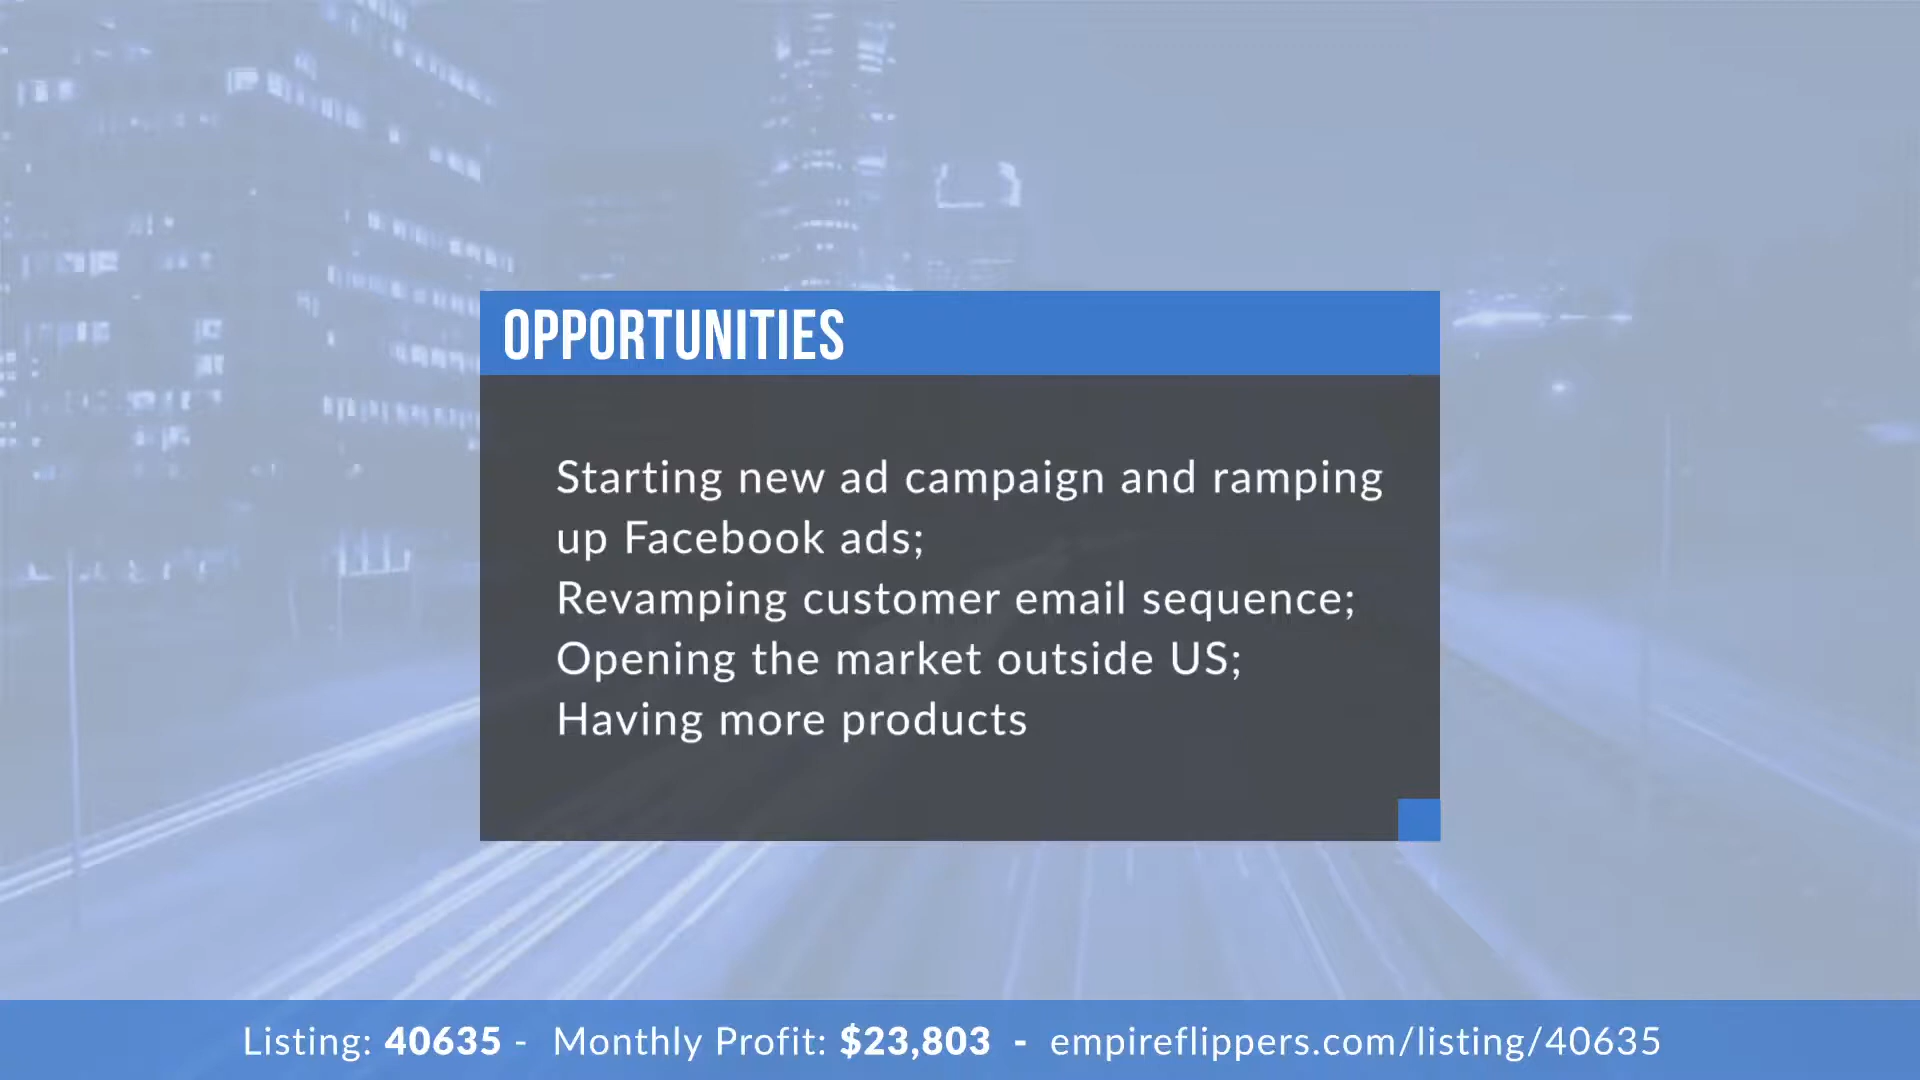 OPPORTUNITIES
Starting new ad campaign and ramping
up Facebook ads;
Revamping customer email sequence;
Opening the market outside US;
Having more products
Listing: 40635 - Monthly Profit: $23,803 - empireflippers.com/listing/40635